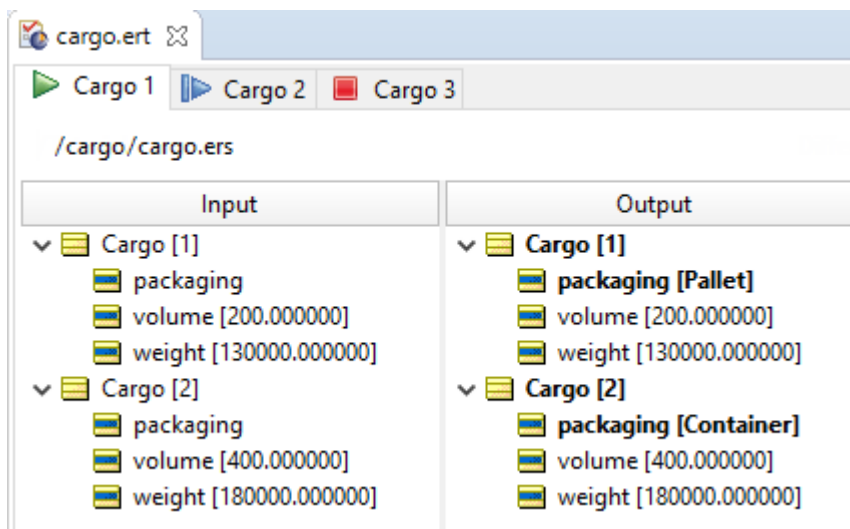 cargo.ert
Cargo 1 Cargo 2 Cargo 3
/cargo/cargo.ers
Input Output
Cargo [1] Cargo [1]
packaging packaging [Pallet]
volume [200.000000] volume [200.000000]
weight [130000.000000] weight [130000.000000]
Cargo [2] Cargo [2]
packaging packaging [Container]
volume [400.000000] volume [400.000000]
weight [180000.000000] weight [180000.000000]